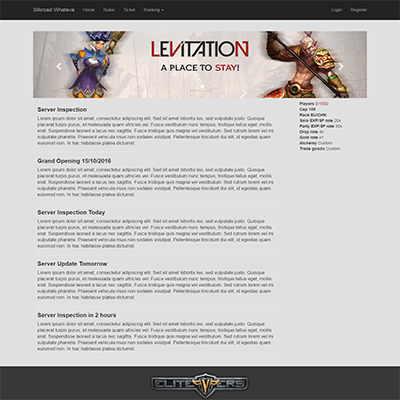 Silkroad Whateva Home Rules Ticket Ranking Login Register
LEVITATION
A PLACE TO STAY!
Server Inspection
Lorem ipsum dolor sit amet, consectetur adipiscing elit. Sed sit amet lobortis leo, sed vulputate justo. Quisque
placerat turpis purus, et malesuada quam ultricies vel. Fusce vestibulum nunc tempus, tristique tellus eget, mollis
erat. Suspendisse laoreet a lacus nec sagittis. Fusce tristique quis magna vel vestibulum. Sed rutrum lorem vel mi
vulputate pharetra. Praesent vehicula risus non sodales volutpat. Pellentesque tincidunt dui elit, id euismod
non. In hac habitasse platea dictumst.
Grand Opening 15/10/2016
Lorem ipsum dolor sit amet, consectetur adipiscing elit. Sed sit amet lobortis leo, sed vulputate justo. Quisque
placerat turpis purus, et malesuada quam ultricies vel. Fusce vestibulum nunc tempus, tristique tellus eget, mollis
erat. Suspendisse laoreet a lacus nec sagittis. Fusce tristique quis magna vel vestibulum. Sed rutrum lorem vel mi
vulputate pharetra. Praesent vehicula risus non sodales volutpat. Pellentesque tincidunt dui elit, id euismod
non. In hac habitasse platea dictumst.
Server Inspection Today
Lorem ipsum dolor sit amet, consectetur adipiscing elit. Sed sit amet lobortis leo, sed vulputate justo. Quisque
placerat turpis purus, et malesuada quam ultricies vel. Fusce vestibulum nunc tempus, tristique tellus eget, mollis
erat. Suspendisse laoreet a lacus nec sagittis. Fusce tristique quis magna vel vestibulum. Sed rutrum lorem vel mi
vulputate pharetra. Praesent vehicula risus non sodales volutpat. Pellentesque tincidunt dui elit, id euismod
non. In hac habitasse platea dictumst.
Server Update Tomorrow
Lorem ipsum dolor sit amet, consectetur adipiscing elit. Sed sit amet lobortis leo, sed vulputate justo. Quisque
placerat turpis purus, et malesuada quam ultricies vel. Fusce vestibulum nunc tempus, tristique tellus eget, mollis
erat. Suspendisse laoreet a lacus nec sagittis. Fusce tristique quis magna vel vestibulum. Sed rutrum lorem vel mi
vulputate pharetra. Praesent vehicula risus non sodales volutpat. Pellentesque tincidunt dui elit, id
euismod non. In hac habitasse platea dictumst.
Server Inspection in 2 hours
Lorem ipsum dolor sit amet, consectetur adipiscing elit. Sed sit amet lobortis leo, sed vulputate justo. Quisque
placerat turpis purus, et malesuada quam ultricies vel. Fusce vestibulum nunc tempus, tristique tellus eget, mollis
erat. Suspendisse laoreet a lacus nec sagittis. Fusce tristique quis magna vel vestibulum. Sed rutrum lorem vel mi
vulputate pharetra. Praesent vehicula risus non sodales volutpat. Pellentesque tincidunt dui elit, id euismod
non. In hac habitasse platea dictumst.
Players 0/1500
Cap 100
Race EU/CHN
Solo EXP/SP rate 20x
Party EXP/SP rate 30x
Drop rate 4x
Gold rate x1
Alchemy Custom
Trade goods Custom
ELITEPVPERS